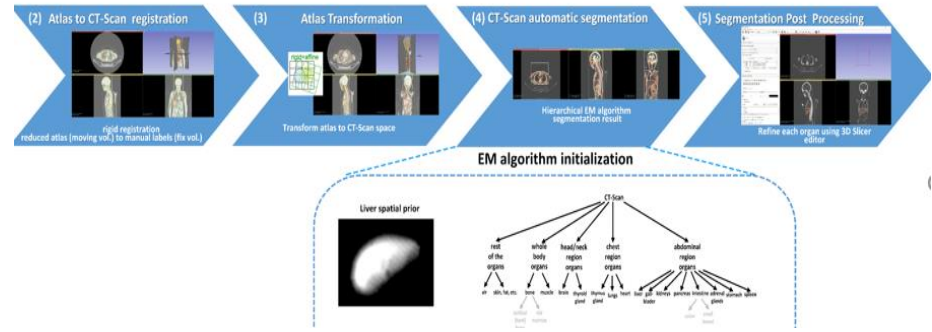 (2) Atlas to CT-Scan registration
rigid registration
reduced atlas (moving vol.) to manual labels (fix vol.)
(3) Atlas Transformation
rigid+affine
Transform atlas to CT-Scan space
(4) CT-Scan automatic segmentation
Hierarchical EM algorithm
segmentation result
(5) Segmentation Post Processing
Refine each organ using 3D Slicer
editor
EM algorithm initialization
Liver spatial prior
CT-Scan
rest
of the
organs
whole
body
organs
head/neck
region
organs
chest
region
organs
abdominal
region
organs
air
skin, fat, etc.
bone
muscle
brain
thyroid
gland
thymus
gland
lungs
heart
liver
gall
blader
kidneys
pancreas
intestine
adrenal
glands
stomach
spleen